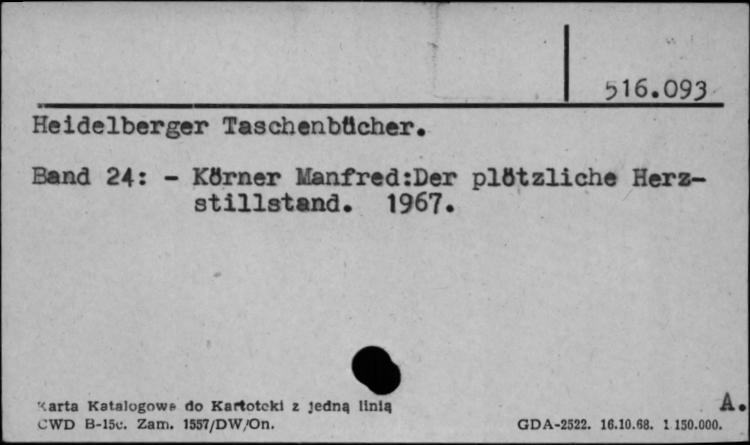 516.093
Heidelberger Taschenbücher.
Band 24: - Körner Manfred:Der plötzliche Herz-
stillstand. 1967.
Karta Katalogowa do Kartoteki z jedną linią
A.
CWD B-15c. Zam. 1557/DW/On.
GDA-2522. 16.10.68. 1 150.000.